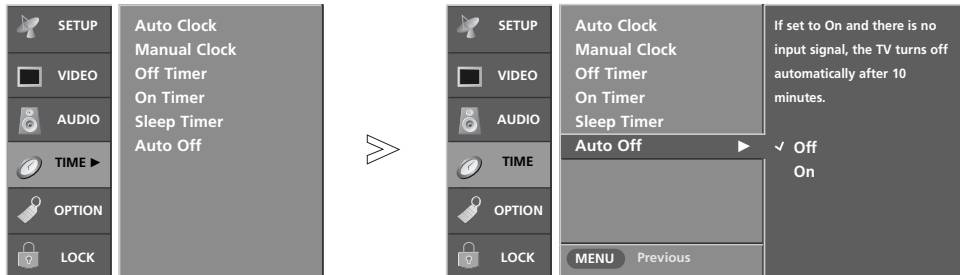 SETUP
VIDEO
AUDIO
TIME ►
OPTION
LOCK
Auto Clock
Manual Clock
Off Timer
On Timer
Sleep Timer
Auto Off
SETUP
VIDEO
AUDIO
TIME
OPTION
LOCK
Auto Clock
Manual Clock
Off Timer
On Timer
Sleep Timer
Auto Off ►
MENU Previous
If set to On and there is no
input signal, the TV turns off
automatically after 10
minutes.
✓ Off
On